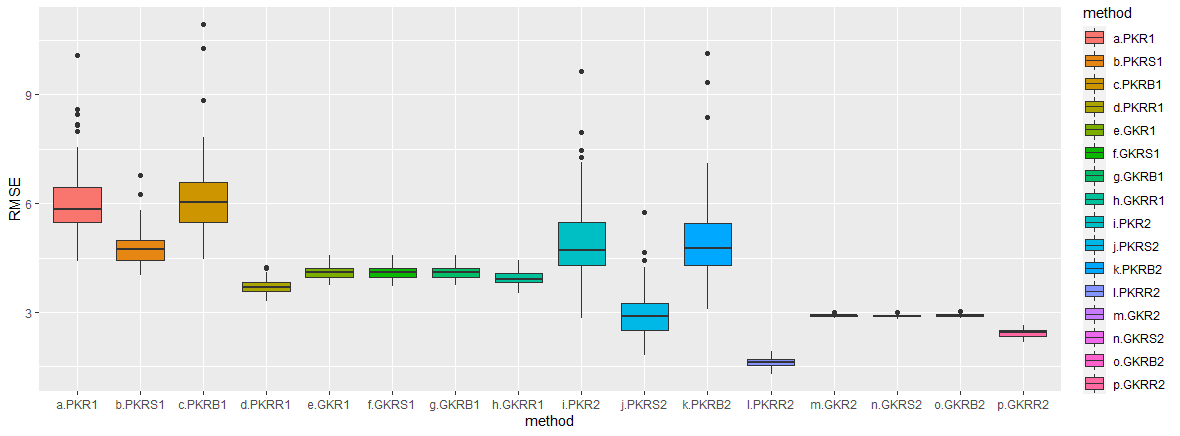 RMSE
9
6
3
a.PKR1 b.PKRS1 c.PKRB1 d.PKRR1 e.GKR1 f.GKRS1 g.GKRB1 h.GKRR1 i.PKR2 j.PKRS2 k.PKRB2 l.PKRR2 m.GKR2 n.GKRS2 o.GKRB2 p.GKRR2
method
method
a.PKR1
b.PKRS1
c.PKRB1
d.PKRR1
e.GKR1
f.GKRS1
g.GKRB1
h.GKRR1
i.PKR2
j.PKRS2
k.PKRB2
l.PKRR2
m.GKR2
n.GKRS2
o.GKRB2
p.GKRR2